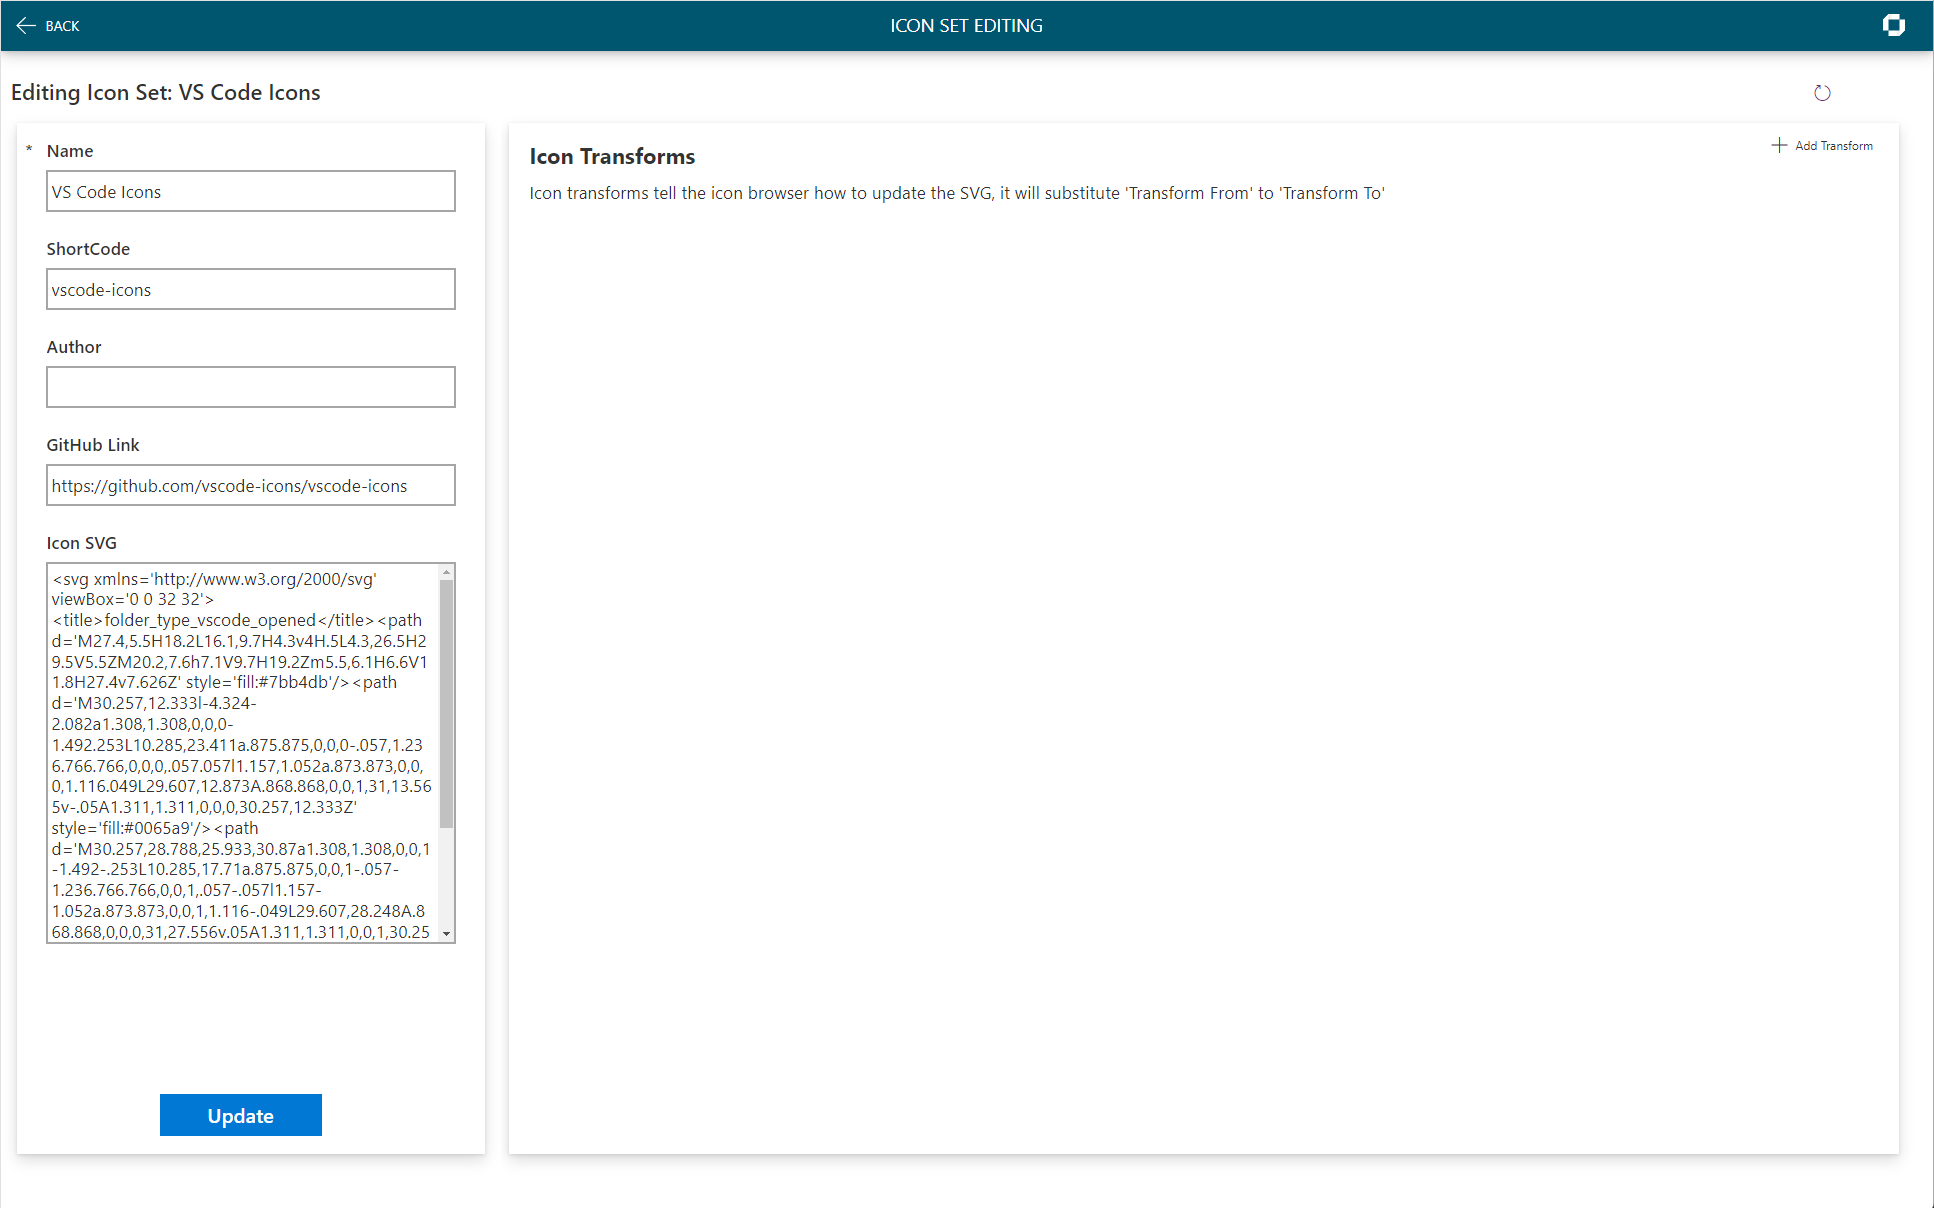 BACK
ICON SET EDITING
Editing Icon Set: VS Code Icons
* Name
VS Code Icons
ShortCode
vscode-icons
Author
GitHub Link
https://github.com/vscode-icons/vscode-icons
Icon SVG
<svg xmlns='http://www.w3.org/2000/svg'
viewBox='0 0 32 32'>
<title>folder_type_vscode_opened</title><path
d='M27.4,5.5H18.2L16.1,9.7H4.3v4H.5L4.3,26.5H2
9.5V5.5ZM20.2,7.6h7.1V9.7H19.2Zm5.5,6.1H6.6V1
1.8H27.4v7.626Z' style='fill:#7bb4db'/><path
d='M30.257,12.333l-4.324-
2.082a1.308,1.308,0,0,0-
1.492.253L10.285,23.411a.875.875,0,0,0-.057,1.23
6.766.766,0,0,0,.057.057l1.157,1.052a.873.873,0,0,
0,1.116.049L29.607,12.873A.868.868,0,0,1,31,13.56
5v-.05A1.311,1.311,0,0,0,30.257,12.333Z'
style='fill:#0065a9'/><path
d='M30.257,28.788,25.933,30.87a1.308,1.308,0,0,1
-1.492-.253L10.285,17.71a.875.875,0,0,1-.057-
1.236.766.766,0,0,1,.057-.057l1.157-
1.052a.873.873,0,0,1,1.116-.049L29.607,28.248A.8
68.868,0,0,0,31,27.556v.05A1.311,1.311,0,0,1,30.25
Update
Icon Transforms
Add Transform
Icon transforms tell the icon browser how to update the SVG, it will substitute 'Transform From' to 'Transform To'